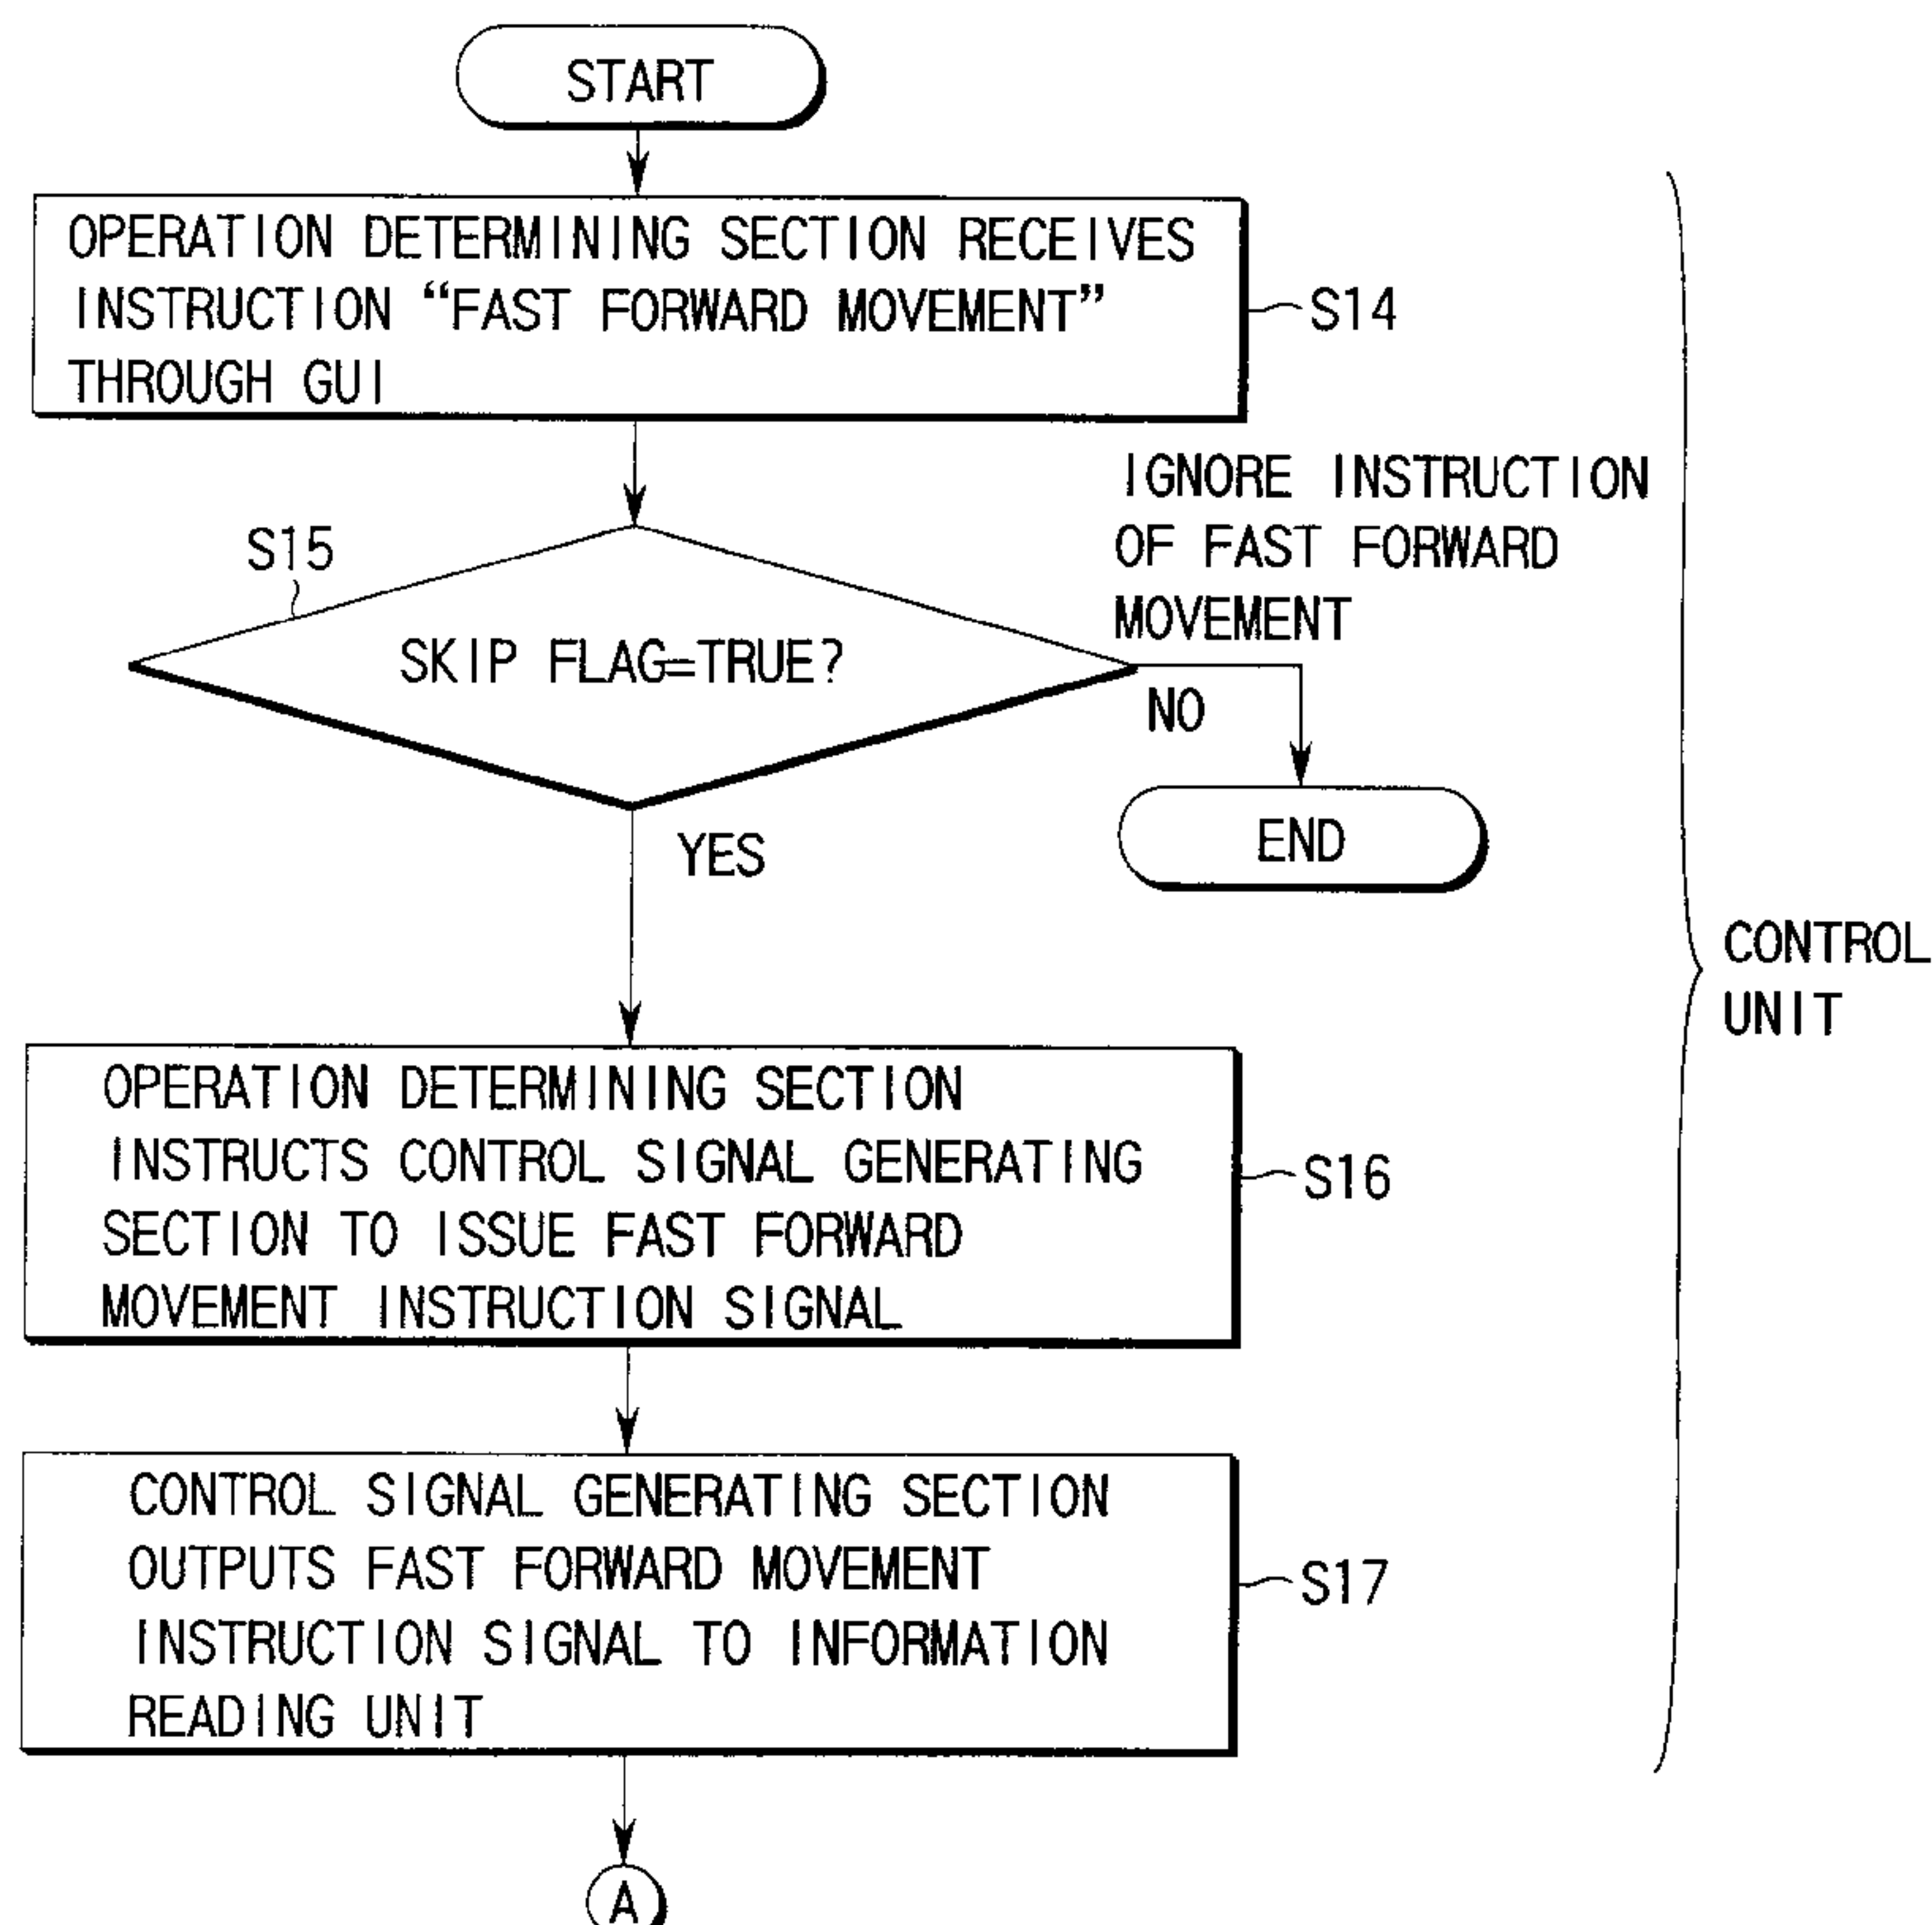 START
OPERATION DETERMINING SECTION RECEIVES
INSTRUCTION “FAST FORWARD MOVEMENT”
THROUGH GUI
S14
IGNORE INSTRUCTION
OF FAST FORWARD
MOVEMENT
S15
SKIP FLAG=TRUE?
NO
END
YES
CONTROL
UNIT
OPERATION DETERMINING SECTION
INSTRUCTS CONTROL SIGNAL GENERATING
SECTION TO ISSUE FAST FORWARD
MOVEMENT INSTRUCTION SIGNAL
S16
CONTROL SIGNAL GENERATING SECTION
OUTPUTS FAST FORWARD MOVEMENT
INSTRUCTION SIGNAL TO INFORMATION
READING UNIT
S17
A